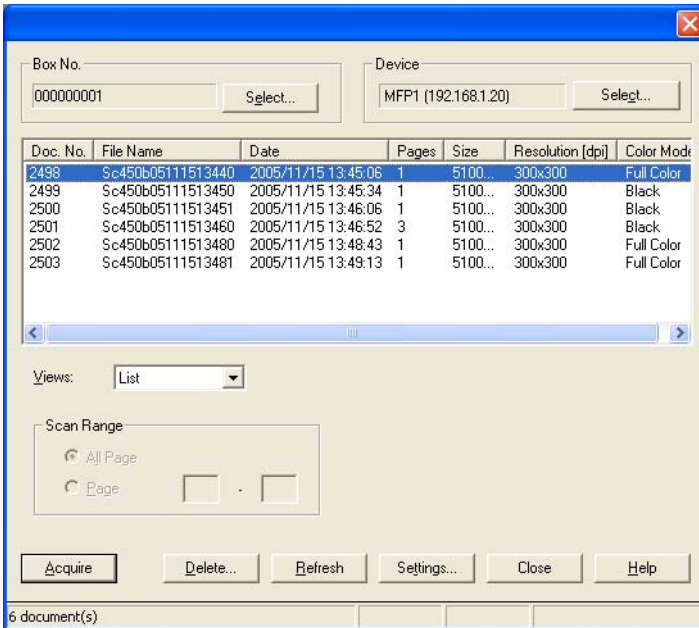 Box No.
000000001 Select...
Device
MFP1 (192.168.1.20) Select...
Doc. No. File Name Date Pages Size Resolution [dpi] Color Mode
2498 Sc450b05111513440 2005/11/15 13:45:06 1 5100... 300x300 Full Color
2499 Sc450b05111513450 2005/11/15 13:45:34 1 5100... 300x300 Black
2500 Sc450b05111513451 2005/11/15 13:46:06 1 5100... 300x300 Black
2501 Sc450b05111513460 2005/11/15 13:46:52 3 5100... 300x300 Black
2502 Sc450b05111513480 2005/11/15 13:48:43 1 5100... 300x300 Full Color
2503 Sc450b05111513481 2005/11/15 13:49:13 1 5100... 300x300 Full Color
Views: List
Scan Range
All Page
Page -
Acquire Delete... Refresh Settings... Close Help
6 document(s)